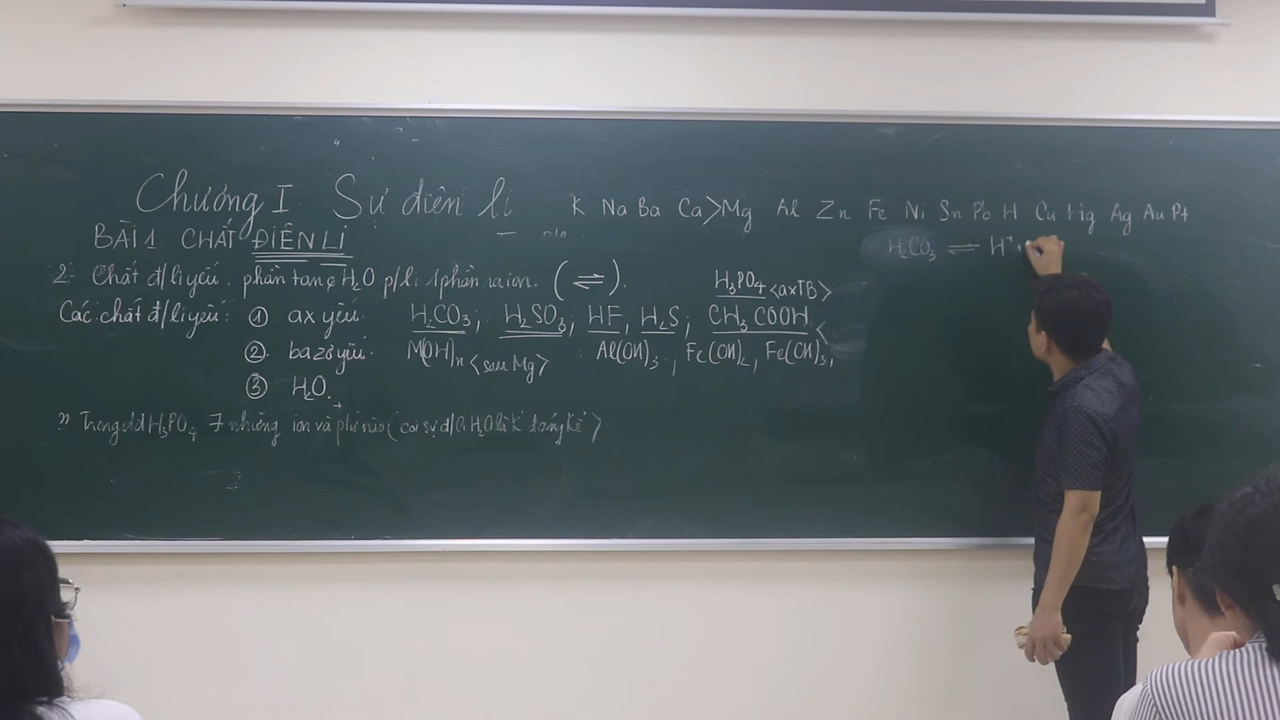 Chương I Sự điện li
K Na Ba Ca > Mg Al Zn Fe Ni Sn Pb H Cu Hg Ag Au Pt
BÀI 1 CHẤT ĐIỆN LI
H₂CO₃ ⇌ H⁺
2. Chất đ/li yếu. phần tan H₂O p/li 1 phần ra ion. (⇌).
H₃PO₄ <ax TB>
Các chất đ/li yếu: ① ax yếu. H₂CO₃; H₂SO₃; HF, H₂S; CH₃COOH <
② bazơ yếu. M(OH)ₙ <sau Mg> Al(OH)₃; Fe(OH)₂, Fe(OH)₃,
③ H₂O.
Trong dd H₃PO₄ những ion và phtử nào (coi sự đ/li H₂O là k đáng kể>